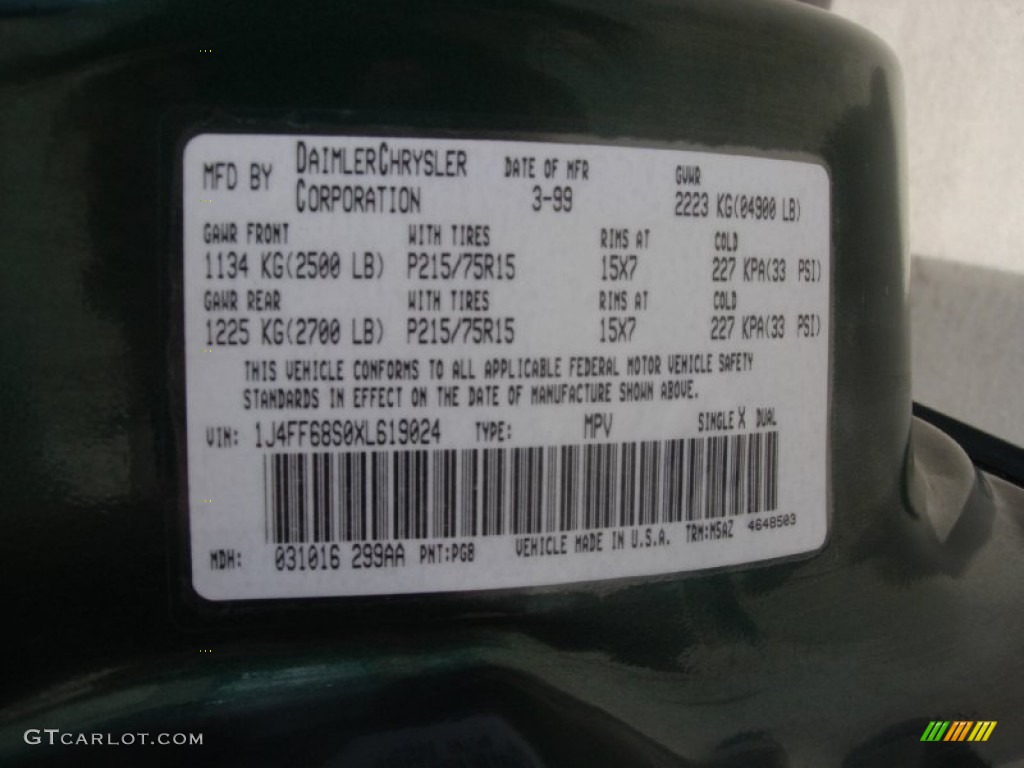 MFD BY DAIMLERCHRYSLER CORPORATION DATE OF MFR 3-99 GVWR 2223 KG(04900 LB)
GAWR FRONT WITH TIRES RIMS AT COLD
1134 KG(2500 LB) P215/75R15 15X7 227 KPA(33 PSI)
GAWR REAR WITH TIRES RIMS AT COLD
1225 KG(2700 LB) P215/75R15 15X7 227 KPA(33 PSI)
THIS VEHICLE CONFORMS TO ALL APPLICABLE FEDERAL MOTOR VEHICLE SAFETY
STANDARDS IN EFFECT ON THE DATE OF MANUFACTURE SHOWN ABOVE.
VIN: 1J4FF68S0XL619024 TYPE: MPV SINGLE X DUAL
MDH: 031016 299AA PNT:PG8 VEHICLE MADE IN U.S.A. TRM:M5AZ 4648503
GTCARLOT.COM